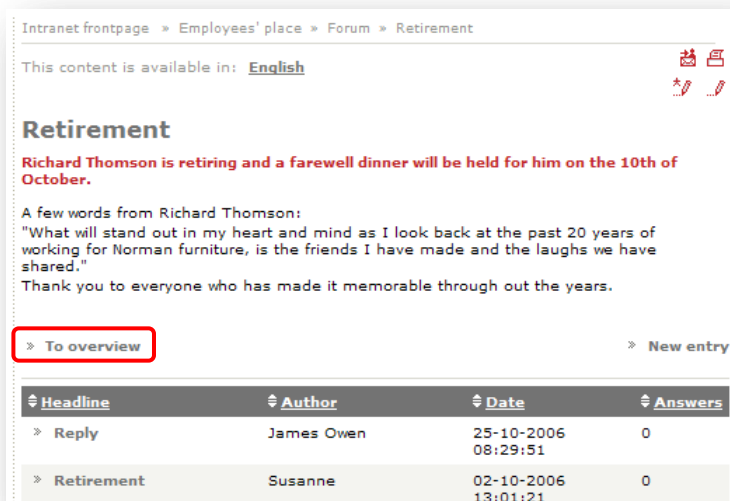 Intranet frontpage » Employees' place » Forum » Retirement
This content is available in: English
Retirement
Richard Thomson is retiring and a farewell dinner will be held for him on the 10th of
October.
A few words from Richard Thomson:
"What will stand out in my heart and mind as I look back at the past 20 years of
working for Norman furniture, is the friends I have made and the laughs we have
shared."
Thank you to everyone who has made it memorable through out the years.
» To overview » New entry
Headline Author Date Answers
» Reply James Owen 25-10-2006 0
08:29:51
» Retirement Susanne 02-10-2006 0
13:01:21